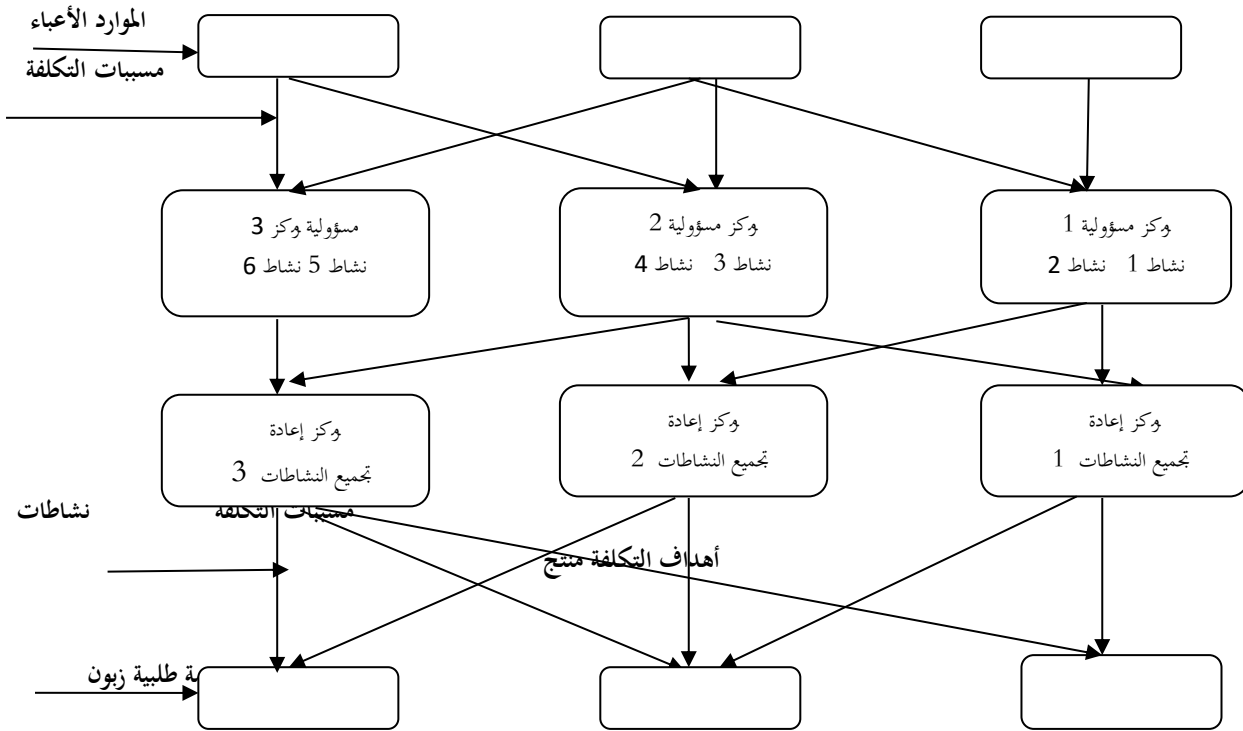 الموارد الأعباء
مسببات التكلفة
مركز مسؤولية 1
نشاط 1 نشاط 2
مركز مسؤولية 2
نشاط 3 نشاط 4
مسؤولية مركز 3
نشاط 5 نشاط 6
مركز إعادة
تجميع النشاطات 1
مركز إعادة
تجميع النشاطات 2
مركز إعادة
تجميع النشاطات 3
مسببات التكلفة نشاطات
أهداف التكلفة منتج
طلبية زبون